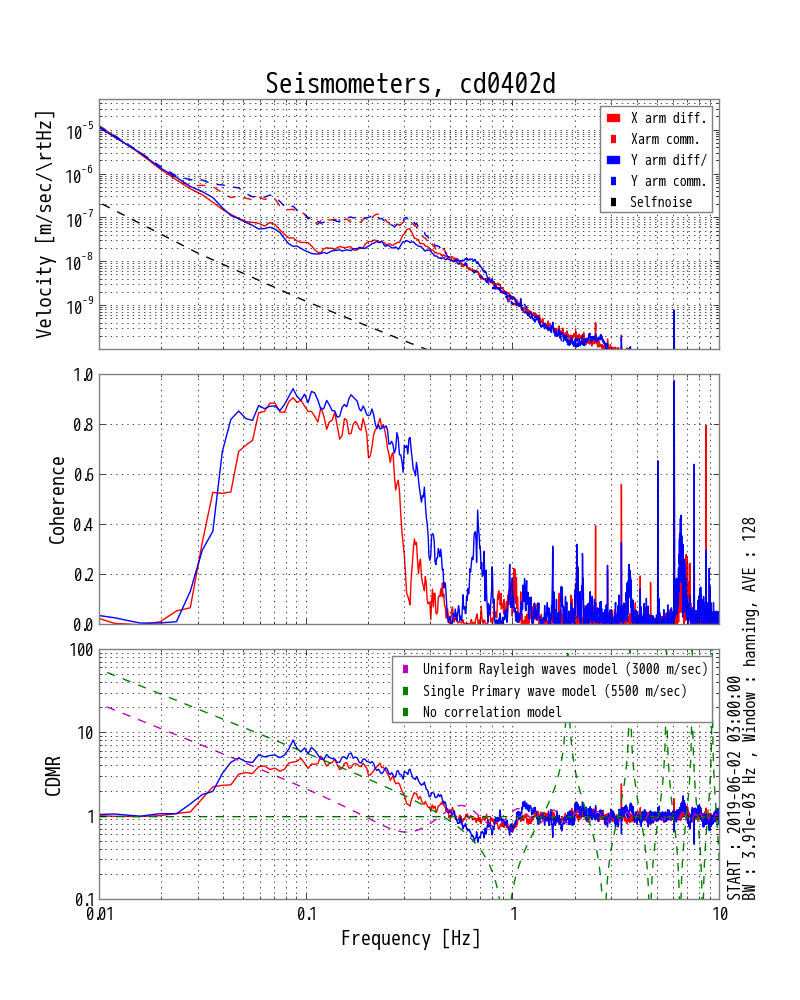 Seismometers, cd0402d
Velocity [m/sec/\rtHz]
10^-5
10^-6
10^-7
10^-8
10^-9
X arm diff.
Xarm comm.
Y arm diff/
Y arm comm.
Selfnoise
Coherence
1.0
0.8
0.6
0.4
0.2
0.0
CDMR
100
10
1
0.1
Uniform Rayleigh waves model (3000 m/sec)
Single Primary wave model (5500 m/sec)
No correlation model
0.01
0.1
1
10
Frequency [Hz]
START : 2019-06-02 03:00:00
BW : 3.91e-03 Hz , Window : hanning, AVE : 128